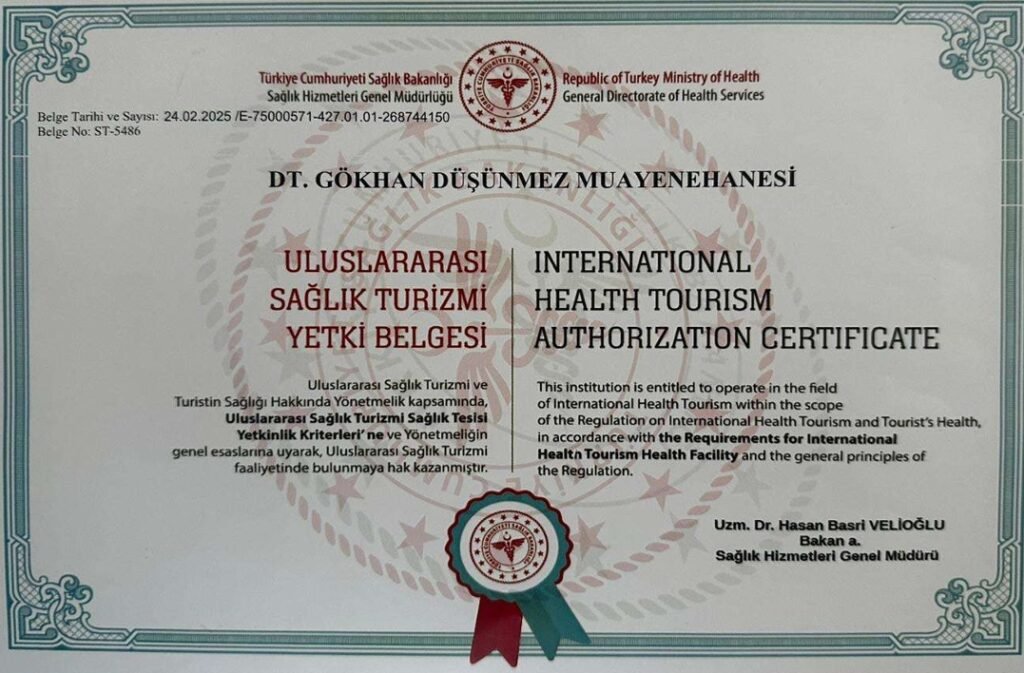 Türkiye Cumhuriyeti Sağlık Bakanlığı
Sağlık Hizmetleri Genel Müdürlüğü
Republic of Turkey Ministry of Health
General Directorate of Health Services
Belge Tarihi ve Sayısı: 24.02.2025 /E-75000571-427.01.01-268744150
Belge No: ST-5486
DT. GÖKHAN DÜŞÜNMEZ MUAYENEHANESİ
ULUSLARARASI
SAĞLIK TURİZMİ
YETKİ BELGESİ
INTERNATIONAL
HEALTH TOURISM
AUTHORIZATION CERTIFICATE
Uluslararası Sağlık Turizmi ve
Turistin Sağlığı Hakkında Yönetmelik kapsamında,
Uluslararası Sağlık Turizmi Sağlık Tesisi
Yetkinlik Kriterleri' ne ve Yönetmeliğin
genel esaslarına uyarak, Uluslararası Sağlık Turizmi
faaliyetinde bulunmaya hak kazanmıştır.
This institution is entitled to operate in the field
of International Health Tourism within the scope
of the Regulation on International Health Tourism and Tourist's Health,
in accordance with the Requirements for International
Health Tourism Health Facility and the general principles of
the Regulation.
Uzm. Dr. Hasan Basri VELİOĞLU
Bakan a.
Sağlık Hizmetleri Genel Müdürü